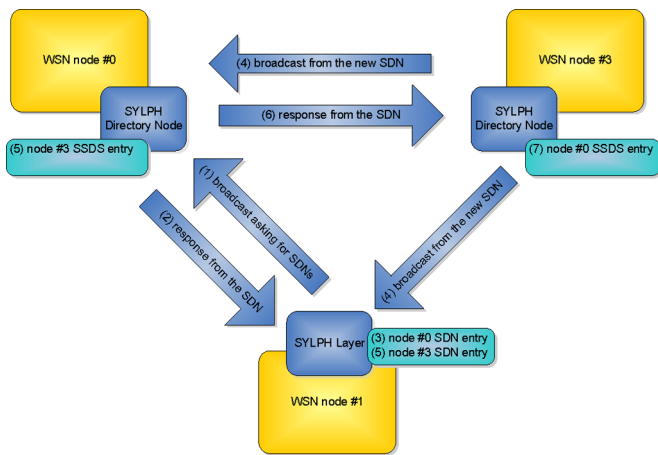 WSN node #0
(4) broadcast from the new SDN
WSN node #3
SYLPH
Directory Node
(6) response from the SDN
SYLPH
Directory Node
(5) node #3 SSDS entry
(7) node #0 SSDS entry
(1) broadcast asking for SDNs
(2) response from the SDN
(4) broadcast from the new SDN
SYLPH Layer
(3) node #0 SDN entry
(5) node #3 SDN entry
WSN node #1